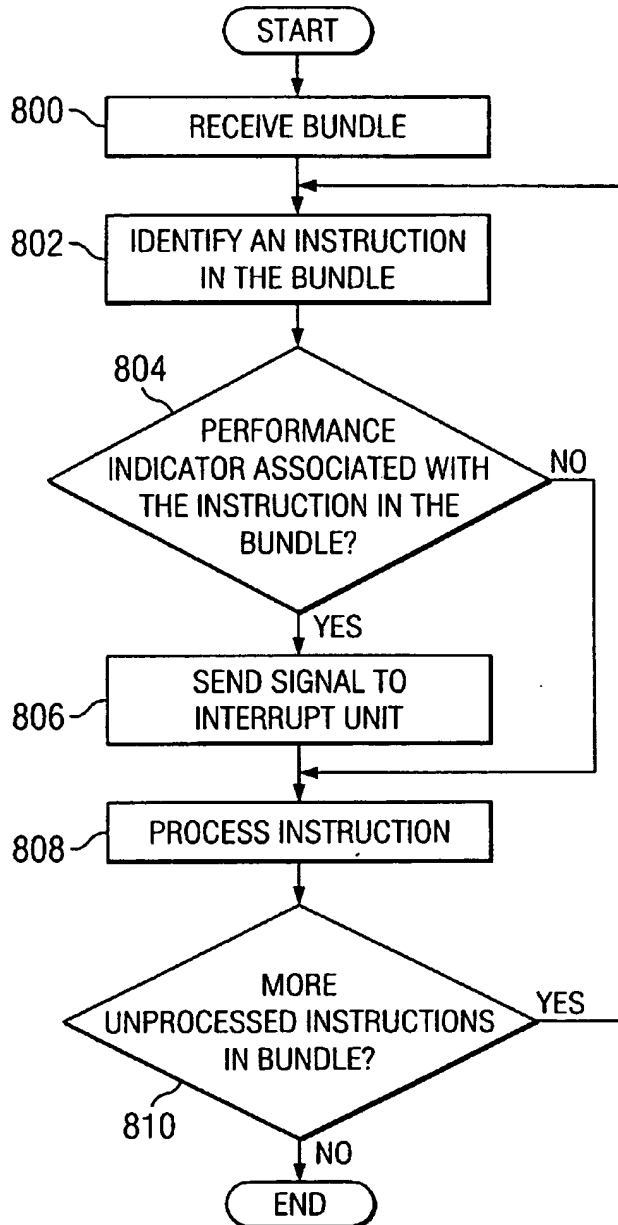 START
800
RECEIVE BUNDLE
802
IDENTIFY AN INSTRUCTION
IN THE BUNDLE
804
PERFORMANCE
INDICATOR ASSOCIATED WITH
THE INSTRUCTION IN THE
BUNDLE?
NO
YES
806
SEND SIGNAL TO
INTERRUPT UNIT
808
PROCESS INSTRUCTION
MORE
UNPROCESSED INSTRUCTIONS
IN BUNDLE?
YES
810
NO
END